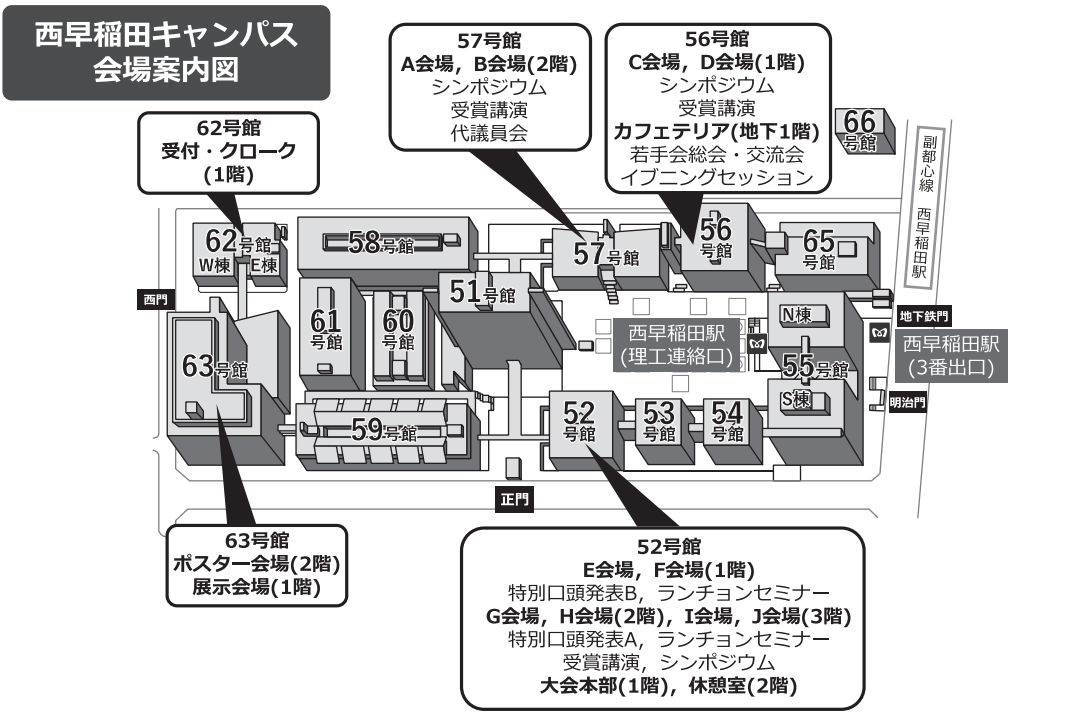 西早稲田キャンパス
会場案内図
57号館
A会場，B会場(2階)
シンポジウム
受賞講演
代議員会
56号館
C会場，D会場(1階)
シンポジウム
受賞講演
カフェテリア(地下1階)
若手会総会・交流会
イブニングセッション
62号館
受付・クローク
(1階)
66
号館
副都心線 西早稲田駅
62号館
W棟 E棟
58号館
57号館
56
号館
65
号館
51号館
西門
61
号館
60
号館
63号館
西早稲田駅
(理工連絡口)
N棟
55号館
S棟
地下鉄門
西早稲田駅
(3番出口)
明治門
59号館
52
号館
53
号館
54
号館
正門
63号館
ポスター会場(2階)
展示会場(1階)
52号館
E会場，F会場(1階)
特別口頭発表B，ランチョンセミナー
G会場，H会場(2階)，I会場，J会場(3階)
特別口頭発表A，ランチョンセミナー
受賞講演，シンポジウム
大会本部(1階)，休憩室(2階)